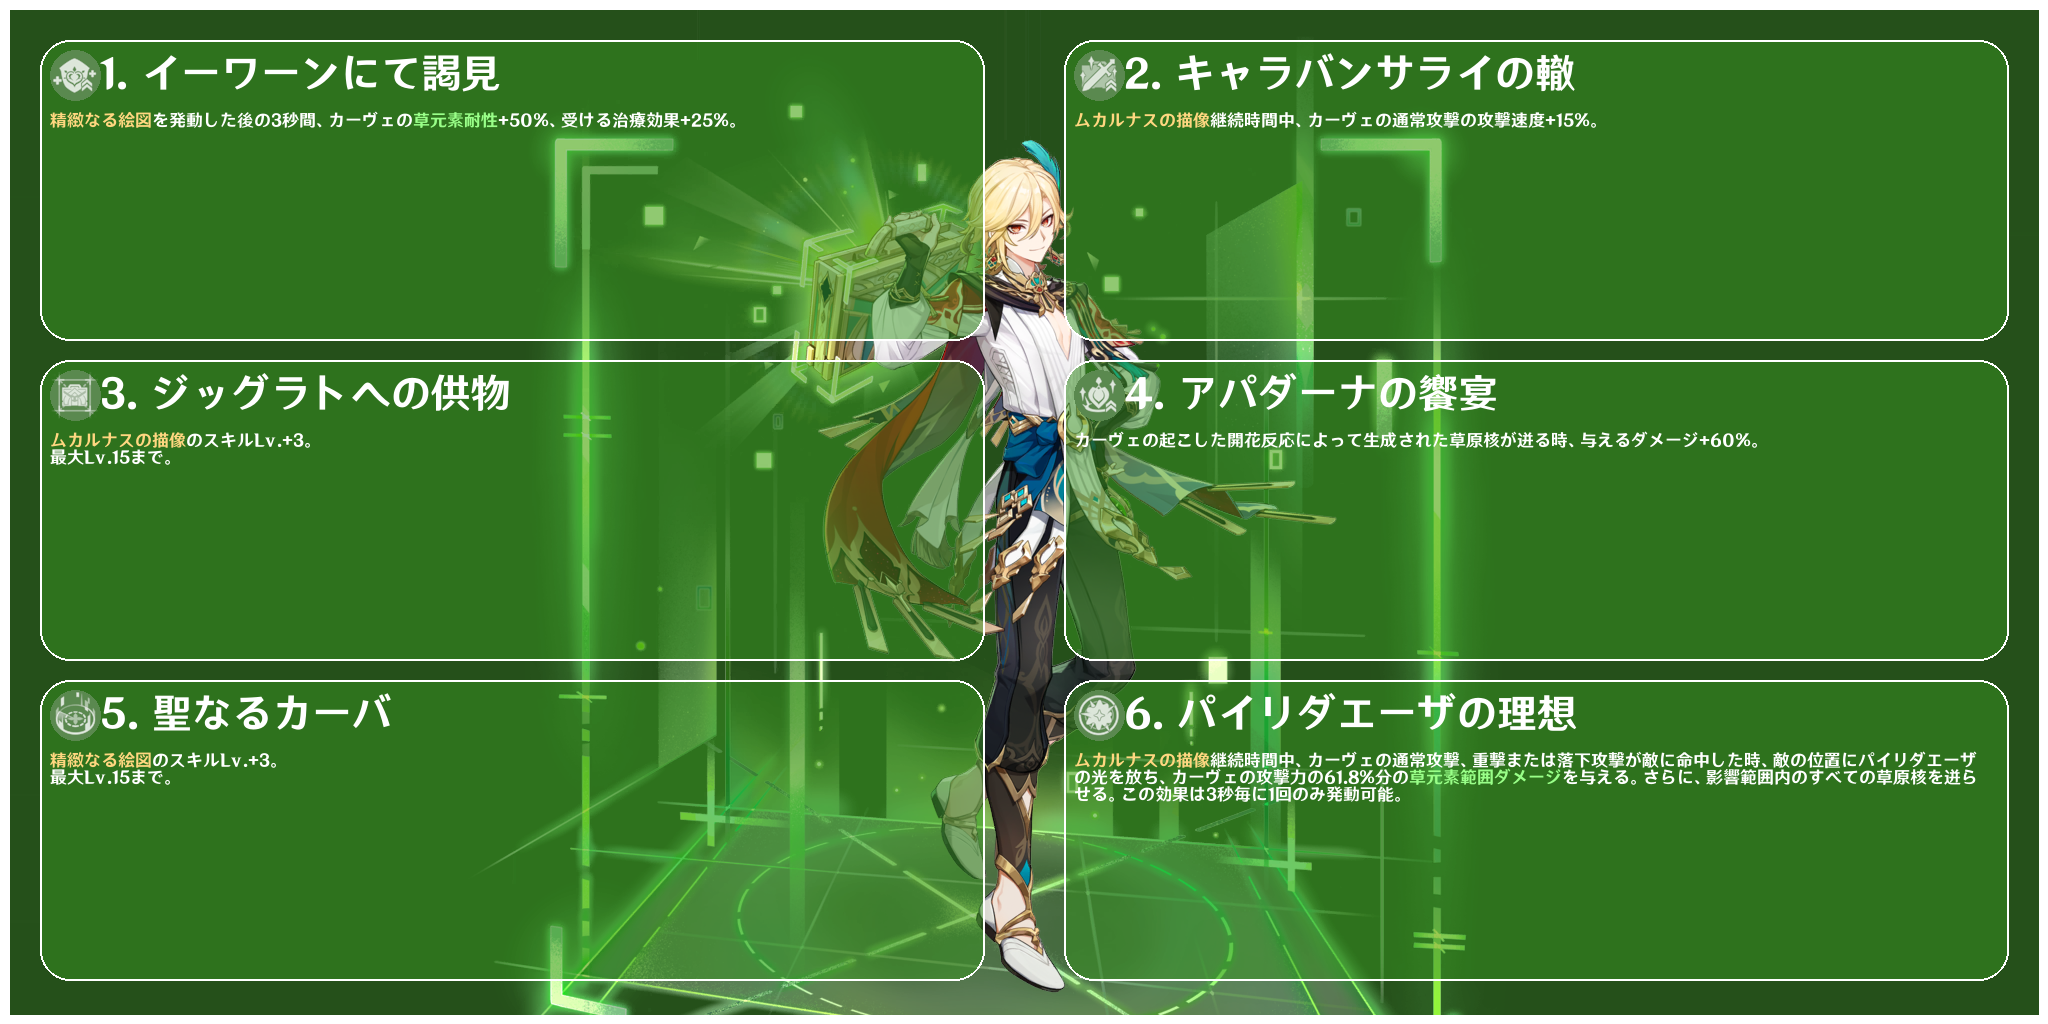 1. イーワーンにて謁見
精緻なる絵図を発動した後の3秒間、カーヴェの草元素耐性+50%、受ける治療効果+25%。
2. キャラバンサライの轍
ムカルナスの描像継続時間中、カーヴェの通常攻撃の攻撃速度+15%。
3. ジッグラトへの供物
ムカルナスの描像のスキルLv.+3。
最大Lv.15まで。
4. アパダーナの饗宴
カーヴェの起こした開花反応によって生成された草原核が迸る時、与えるダメージ+60%。
5. 聖なるカーバ
精緻なる絵図のスキルLv.+3。
最大Lv.15まで。
6. パイリダエーザの理想
ムカルナスの描像継続時間中、カーヴェの通常攻撃、重撃または落下攻撃が敵に命中した時、敵の位置にパイリダエーザ
の光を放ち、カーヴェの攻撃力の61.8%分の草元素範囲ダメージを与える。さらに、影響範囲内のすべての草原核を迸ら
せる。この効果は3秒毎に1回のみ発動可能。